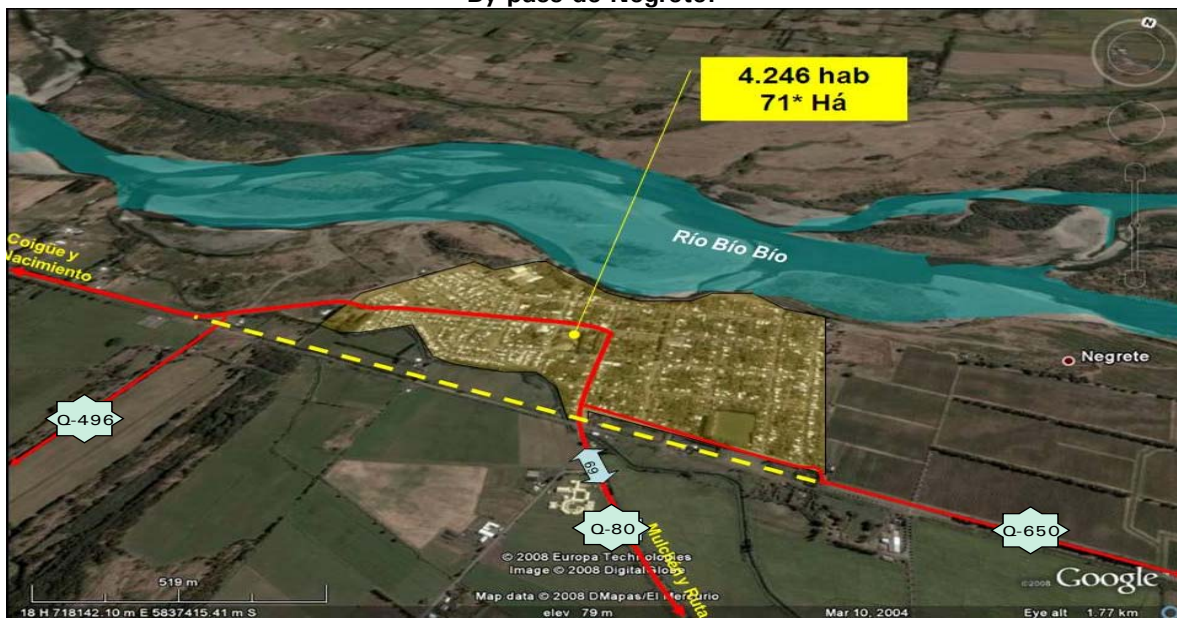 By pass de Negrete.
N
4.246 hab
71* Há
Río Bío Bío
Coigüe y
Nacimiento
Negrete
Q-496
69
Q-80
Mulchén y Ruta
Q-650
© 2008 Europa Technologies
Image © 2008 DigitalGlobe
Map data © 2008 DMapas/El Mercurio
©2008 Google
519 m
18 H 718142.10 m E 5837415.41 m S
elev 79 m
Mar 10, 2004
Eye alt 1.77 km